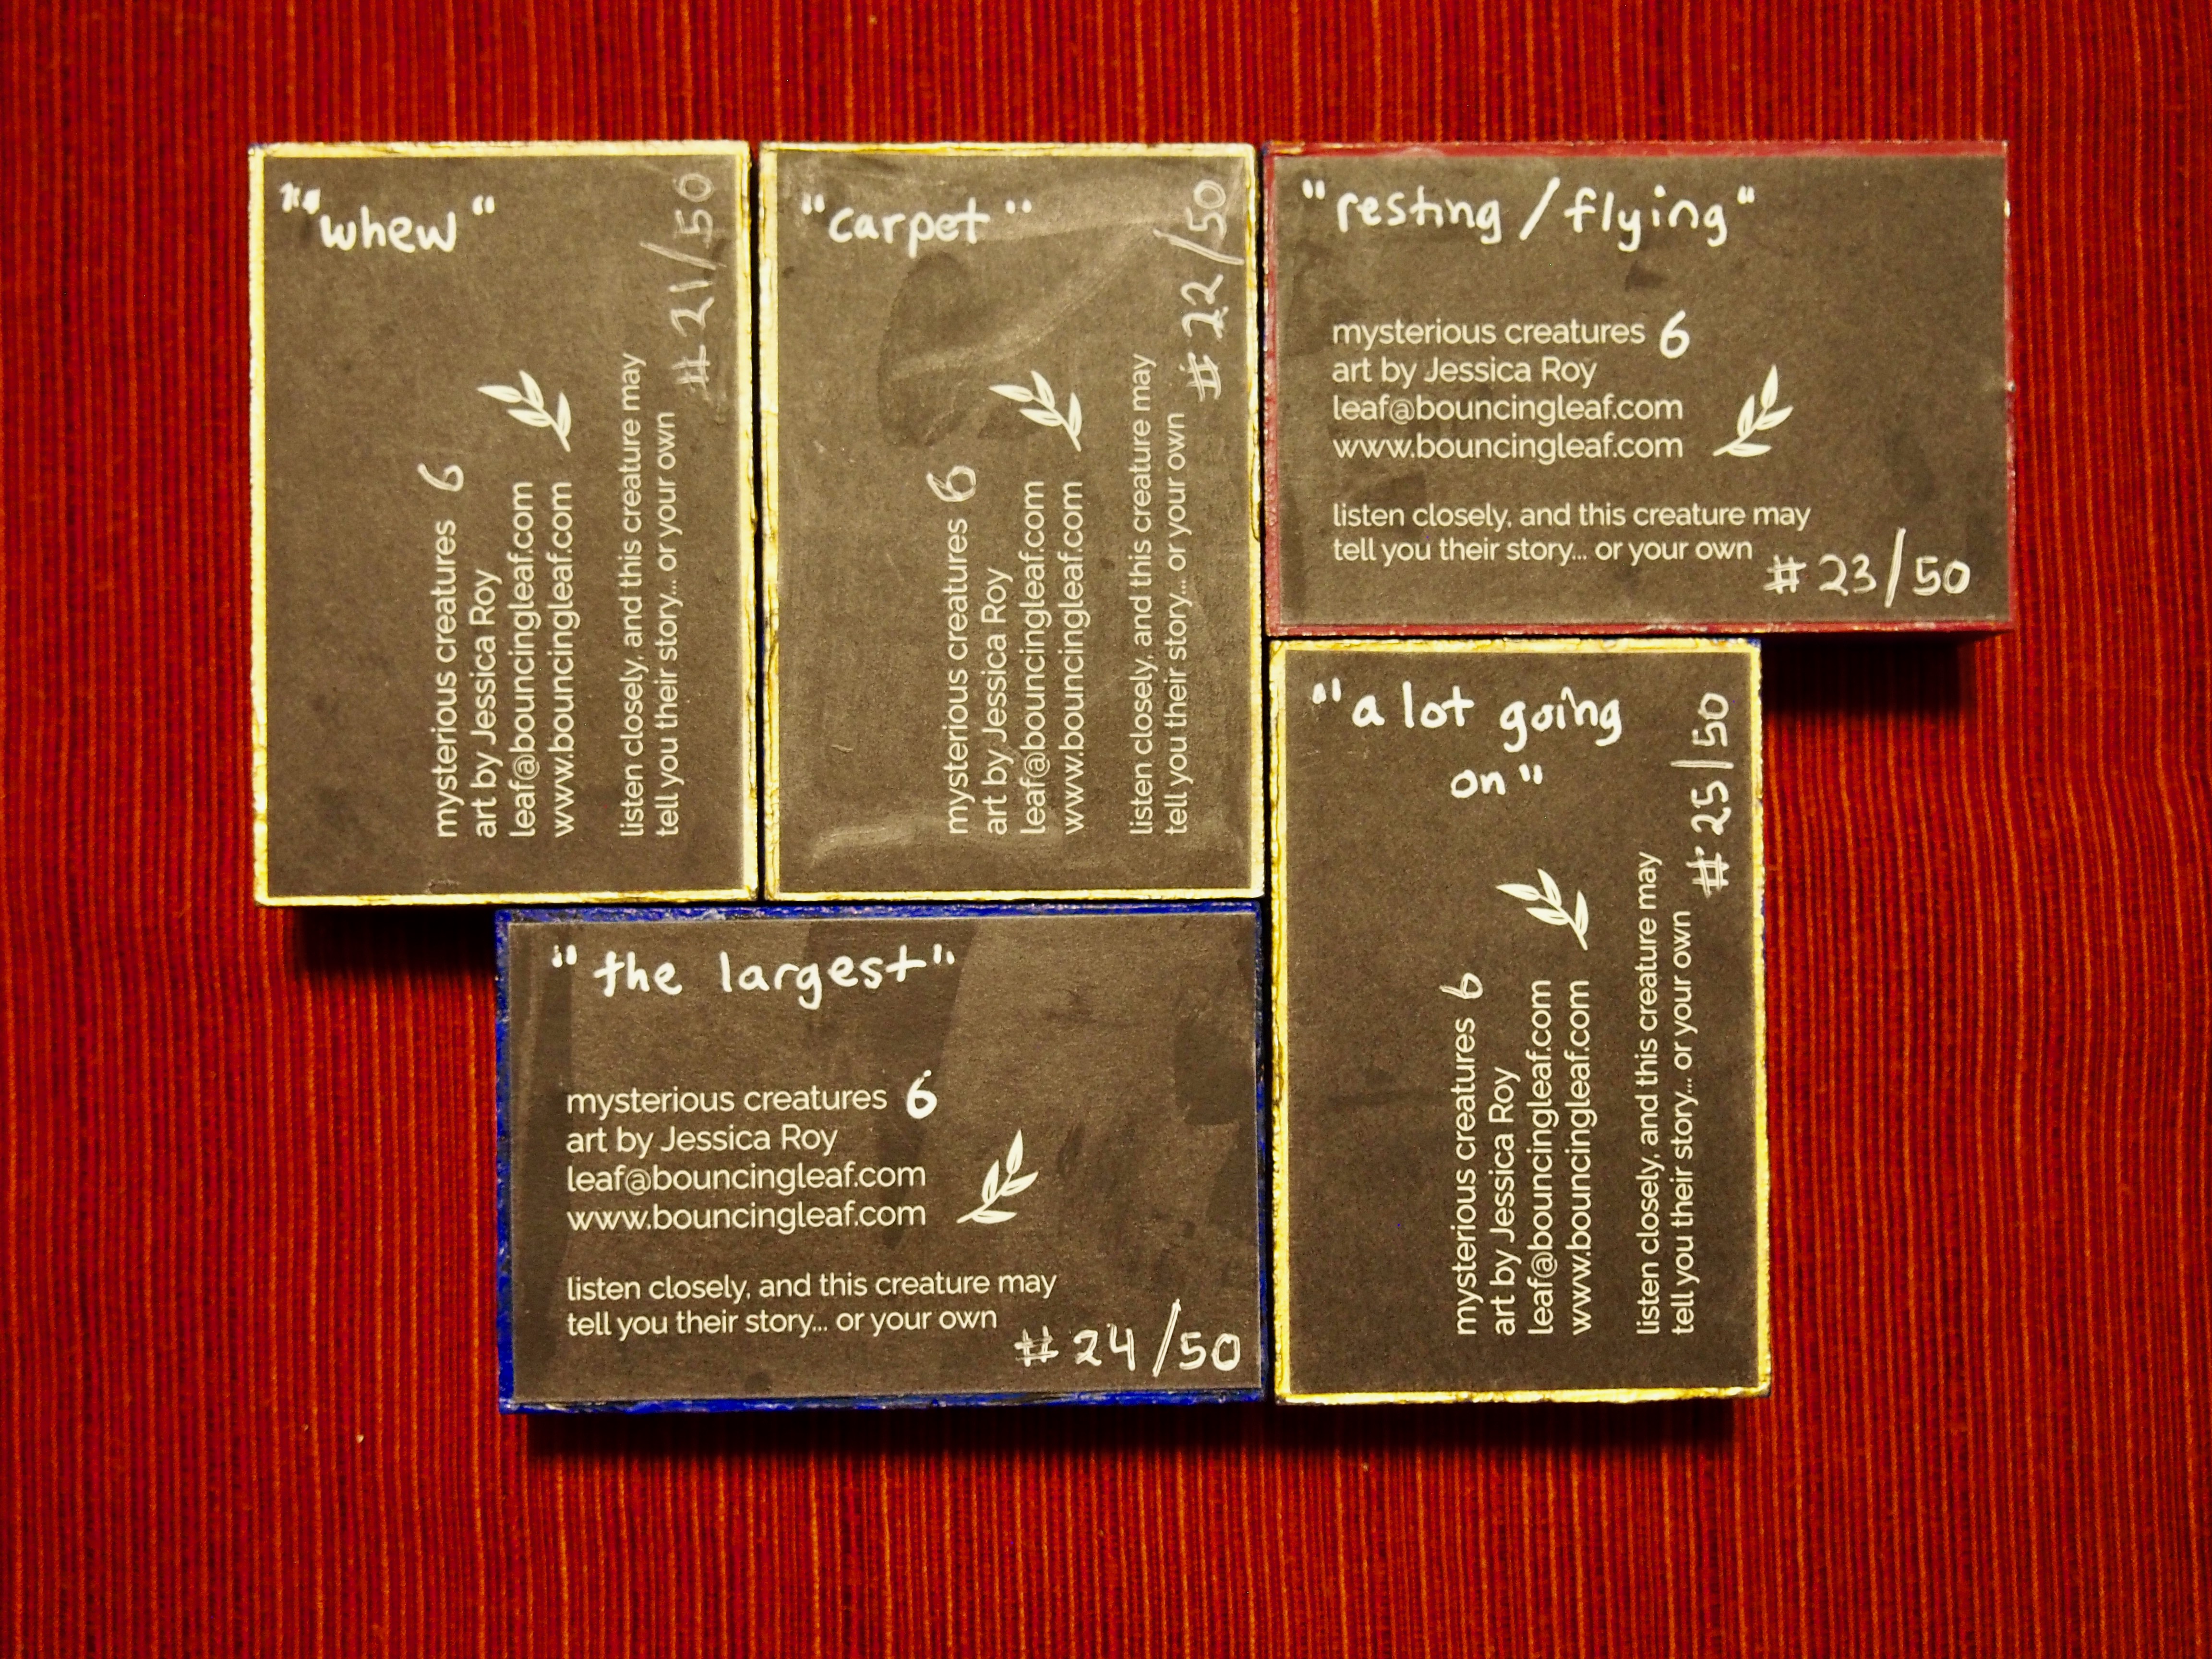 "whew"
mysterious creatures 6
art by Jessica Roy
leaf@bouncingleaf.com
www.bouncingleaf.com
listen closely, and this creature may
tell you their story... or your own
#21/50
"carpet"
mysterious creatures 6
art by Jessica Roy
leaf@bouncingleaf.com
www.bouncingleaf.com
listen closely, and this creature may
tell you their story... or your own
#22/50
"resting/flying"
mysterious creatures 6
art by Jessica Roy
leaf@bouncingleaf.com
www.bouncingleaf.com
listen closely, and this creature may
tell you their story... or your own
#23/50
"the largest"
mysterious creatures 6
art by Jessica Roy
leaf@bouncingleaf.com
www.bouncingleaf.com
listen closely, and this creature may
tell you their story... or your own
#24/50
"a lot going
on"
mysterious creatures 6
art by Jessica Roy
leaf@bouncingleaf.com
www.bouncingleaf.com
listen closely, and this creature may
tell you their story... or your own
#25/50